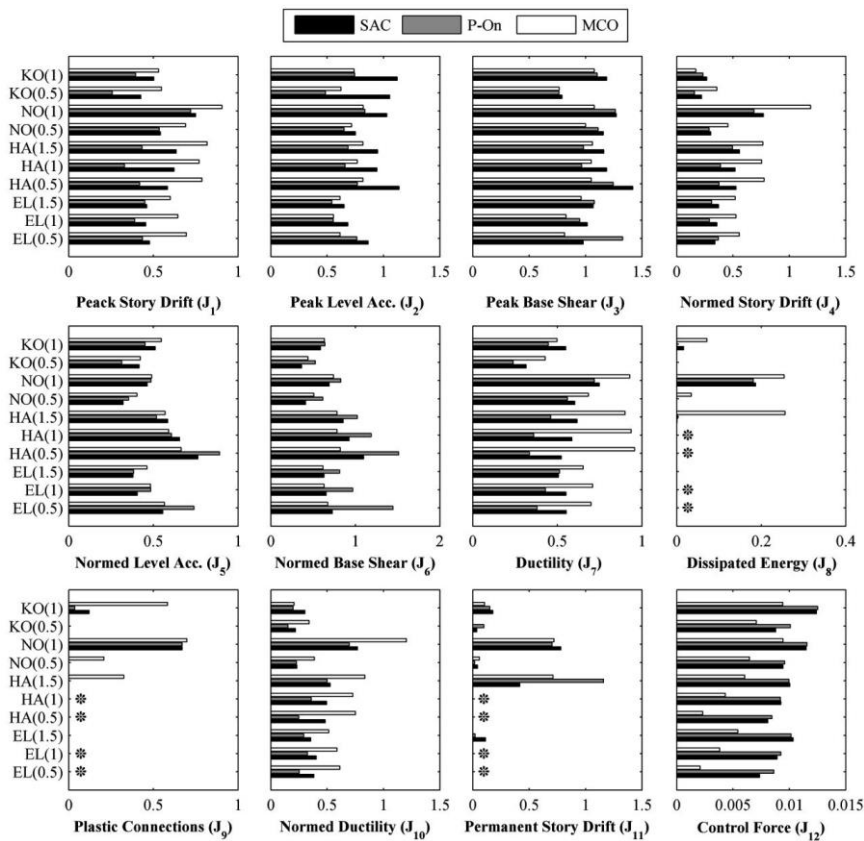 SAC P-On MCO
KO(1)
KO(0.5)
NO(1)
NO(0.5)
HA(1.5)
HA(1)
HA(0.5)
EL(1.5)
EL(1)
EL(0.5)
0 0.5 1
0 0.5 1 1.5
0 0.5 1 1.5
0 0.5 1 1.5
Peack Story Drift (J1)
Peak Level Acc. (J2)
Peak Base Shear (J3)
Normed Story Drift (J4)
KO(1)
KO(0.5)
NO(1)
NO(0.5)
HA(1.5)
HA(1)
HA(0.5)
EL(1.5)
EL(1)
EL(0.5)
0 0.5 1
0 0.5 1 1.5 2
0 0.5 1
0 0.2 0.4
Normed Level Acc. (J5)
Normed Base Shear (J6)
Ductility (J7)
Dissipated Energy (J8)
KO(1)
KO(0.5)
NO(1)
NO(0.5)
HA(1.5)
HA(1)
HA(0.5)
EL(1.5)
EL(1)
EL(0.5)
0 0.5 1
0 0.5 1 1.5
0 0.5 1 1.5
0 0.005 0.01 0.015
Plastic Connections (J9)
Normed Ductility (J10)
Permanent Story Drift (J11)
Control Force (J12)